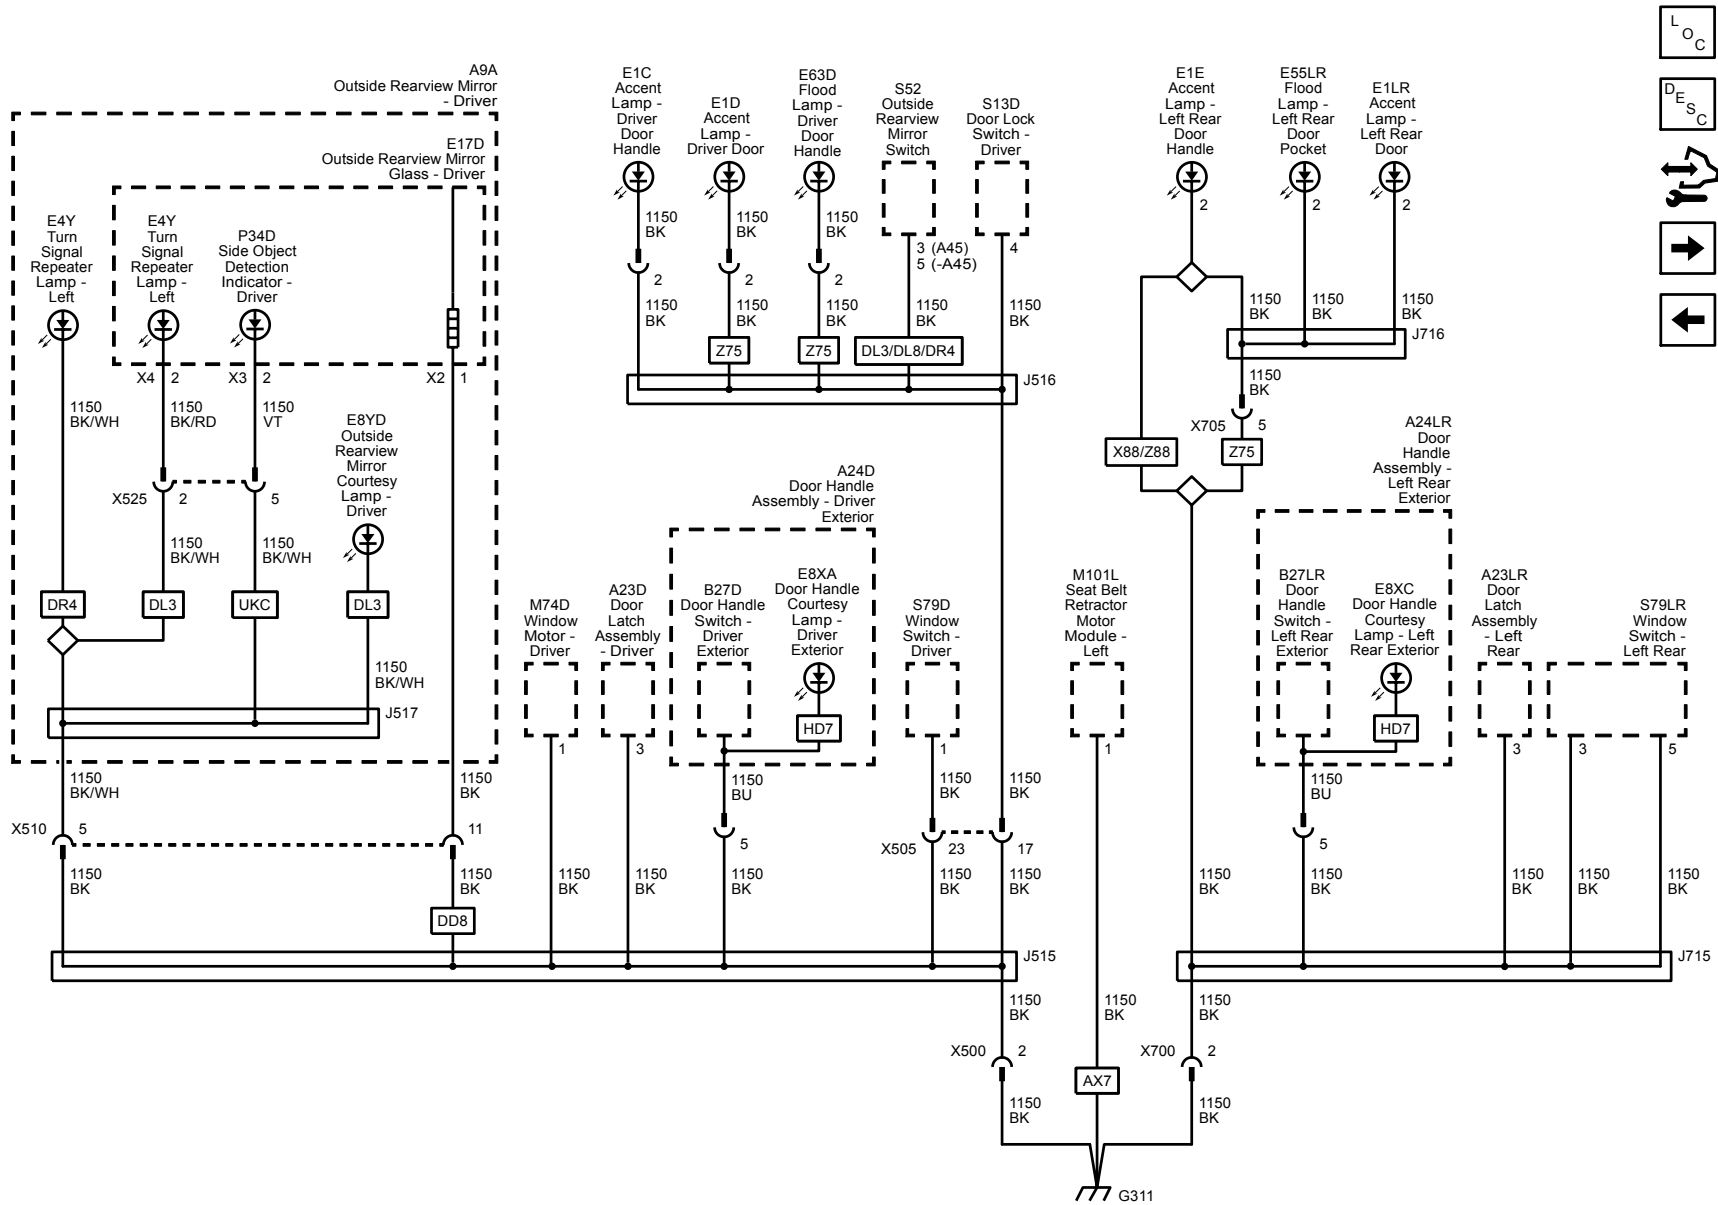 L
O
C
D
E
S
C
A9A
Outside Rearview Mirror
- Driver
E17D
Outside Rearview Mirror
Glass - Driver
E4Y
Turn
Signal
Repeater
Lamp -
Left
E4Y
Turn
Signal
Repeater
Lamp -
Left
P34D
Side Object
Detection
Indicator -
Driver
X4
2
X3
2
X2
1
1150
BK/WH
1150
BK/RD
1150
VT
E8YD
Outside
Rearview
Mirror
Courtesy
Lamp -
Driver
X525
2
5
1150
BK/WH
1150
BK/WH
DR4
DL3
UKC
DL3
1150
BK/WH
J517
1150
BK/WH
1150
BK
X510
5
11
1150
BK
1150
BK
DD8
E1C
Accent
Lamp -
Driver
Door
Handle
E1D
Accent
Lamp -
Driver Door
E63D
Flood
Lamp -
Driver
Door
Handle
S52
Outside
Rearview
Mirror
Switch
S13D
Door Lock
Switch -
Driver
1150
BK
1150
BK
1150
BK
3 (A45)
5 (-A45)
4
2
2
2
1150
BK
1150
BK
1150
BK
1150
BK
1150
BK
Z75
Z75
DL3/DL8/DR4
J516
A24D
Door Handle
Assembly - Driver
Exterior
M74D
Window
Motor -
Driver
A23D
Door
Latch
Assembly
- Driver
B27D
Door Handle
Switch -
Driver
Exterior
E8XA
Door Handle
Courtesy
Lamp -
Driver
Exterior
S79D
Window
Switch -
Driver
HD7
1
3
1
1150
BU
1150
BK
1150
BK
5
X505
23
17
1150
BK
1150
BK
1150
BK
1150
BK
1150
BK
J515
1150
BK
X500
2
1150
BK
M101L
Seat Belt
Retractor
Motor
Module -
Left
1
1150
BK
AX7
G311
E1E
Accent
Lamp -
Left Rear
Door
Handle
E55LR
Flood
Lamp -
Left Rear
Door
Pocket
E1LR
Accent
Lamp -
Left Rear
Door
2
2
2
1150
BK
1150
BK
1150
BK
J716
1150
BK
X705
5
X88/Z88
Z75
A24LR
Door
Handle
Assembly -
Left Rear
Exterior
B27LR
Door
Handle
Switch -
Left Rear
Exterior
E8XC
Door Handle
Courtesy
Lamp - Left
Rear Exterior
A23LR
Door
Latch
Assembly
- Left
Rear
S79LR
Window
Switch -
Left Rear
HD7
3
3
5
1150
BU
5
1150
BK
1150
BK
1150
BK
1150
BK
1150
BK
J715
1150
BK
X700
2
1150
BK